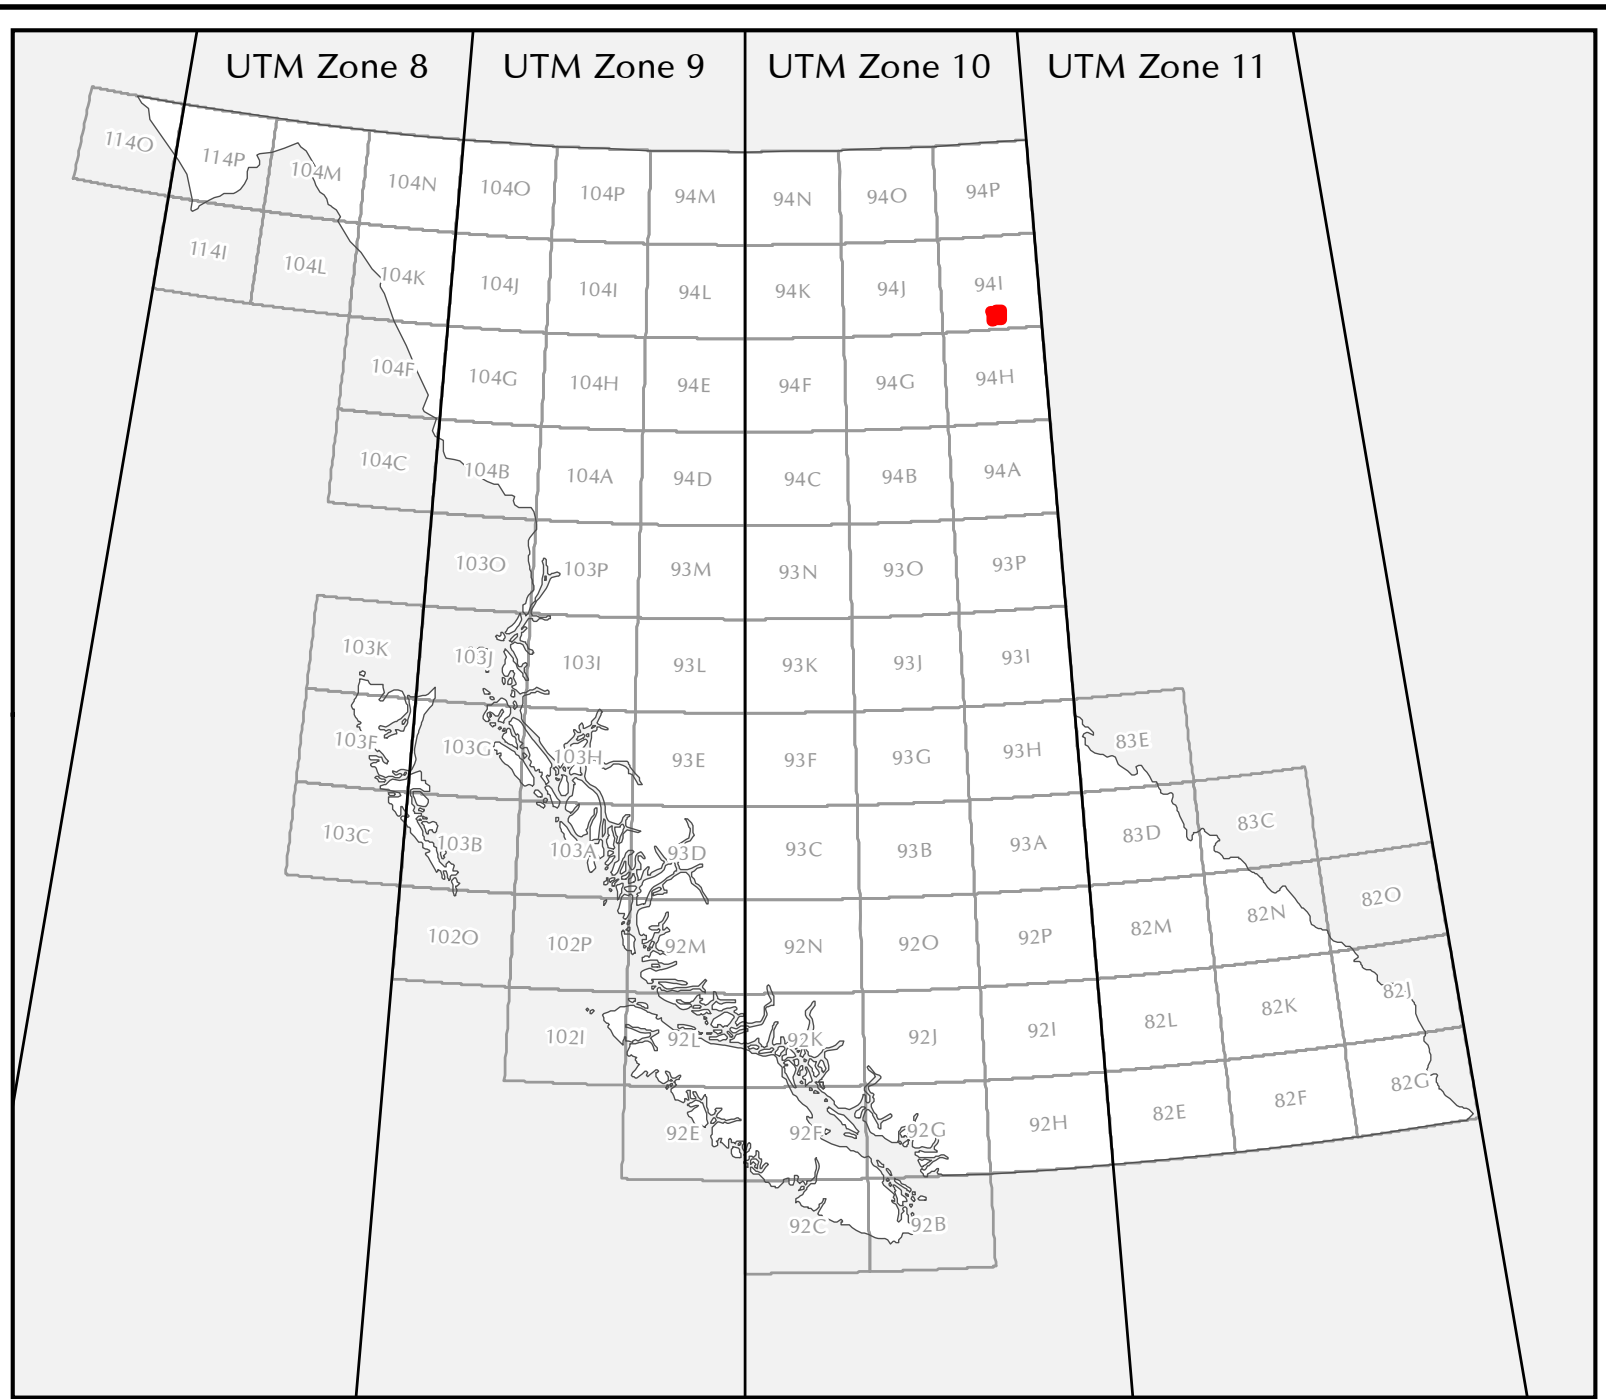 UTM Zone 8 UTM Zone 9 UTM Zone 10 UTM Zone 11
114O 114P 104M 104N 104O 104P 94M 94N 94O 94P
114I 104L 104K 104J 104I 94L 94K 94J 94I
104F 104G 104H 94E 94F 94G 94H
104C 104B 104A 94D 94C 94B 94A
103O 103P 93M 93N 93O 93P
103K 103J 103I 93L 93K 93J 93I
103F 103G 103H 93E 93F 93G 93H 83E
103C 103B 103A 93D 93C 93B 93A 83D 83C
102O 102P 92M 92N 92O 92P 82M 82N 82O
102I 92L 92K 92J 92I 82L 82K 82J
92E 92F 92G 92H 82E 82F 82G
92C 92B